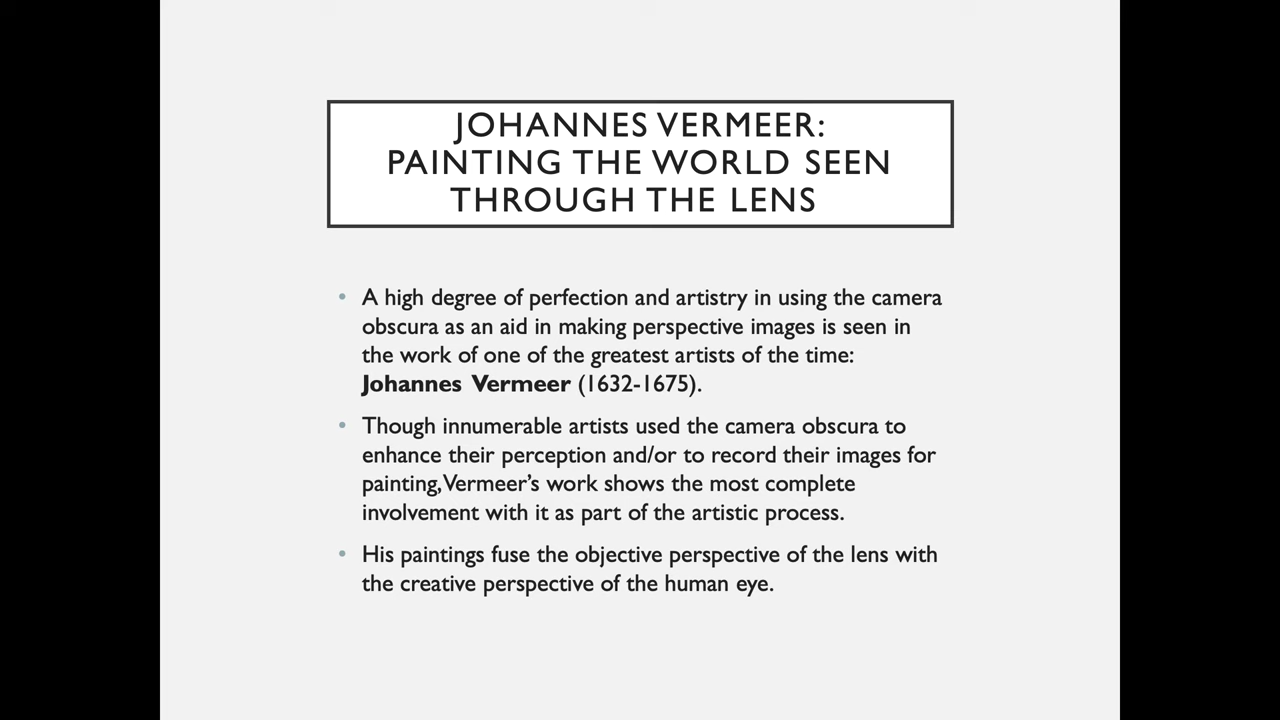 JOHANNES VERMEER:
PAINTING THE WORLD SEEN
THROUGH THE LENS
• A high degree of perfection and artistry in using the camera
obscura as an aid in making perspective images is seen in
the work of one of the greatest artists of the time:
Johannes Vermeer (1632-1675).
• Though innumerable artists used the camera obscura to
enhance their perception and/or to record their images for
painting, Vermeer’s work shows the most complete
involvement with it as part of the artistic process.
• His paintings fuse the objective perspective of the lens with
the creative perspective of the human eye.